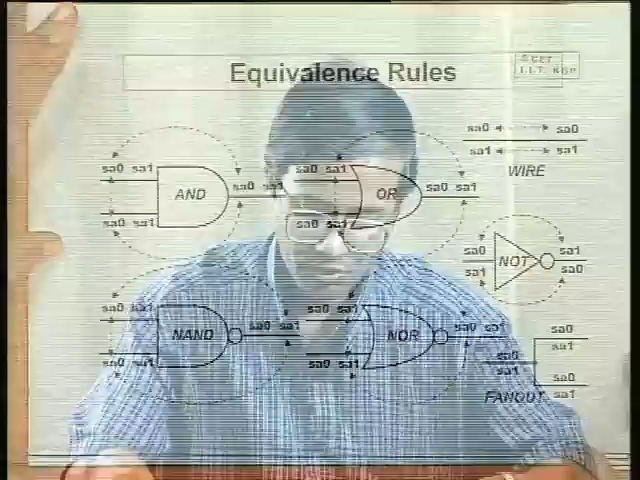 Equivalence Rules
© CET
I.I.T. KGP
sa0 sa0
sa1 sa1
WIRE
sa0 sa1 sa0 sa1
AND sa0 sa1 OR sa0 sa1
sa0 sa1 sa0 sa1
sa0 sa1
NOT
sa1 sa0
sa0 sa1 sa0 sa1
NAND sa0 sa1 NOR sa0 sa1
sa0 sa1 sa0 sa1
sa0
sa1
sa0
sa1
sa0
sa1
FANOUT